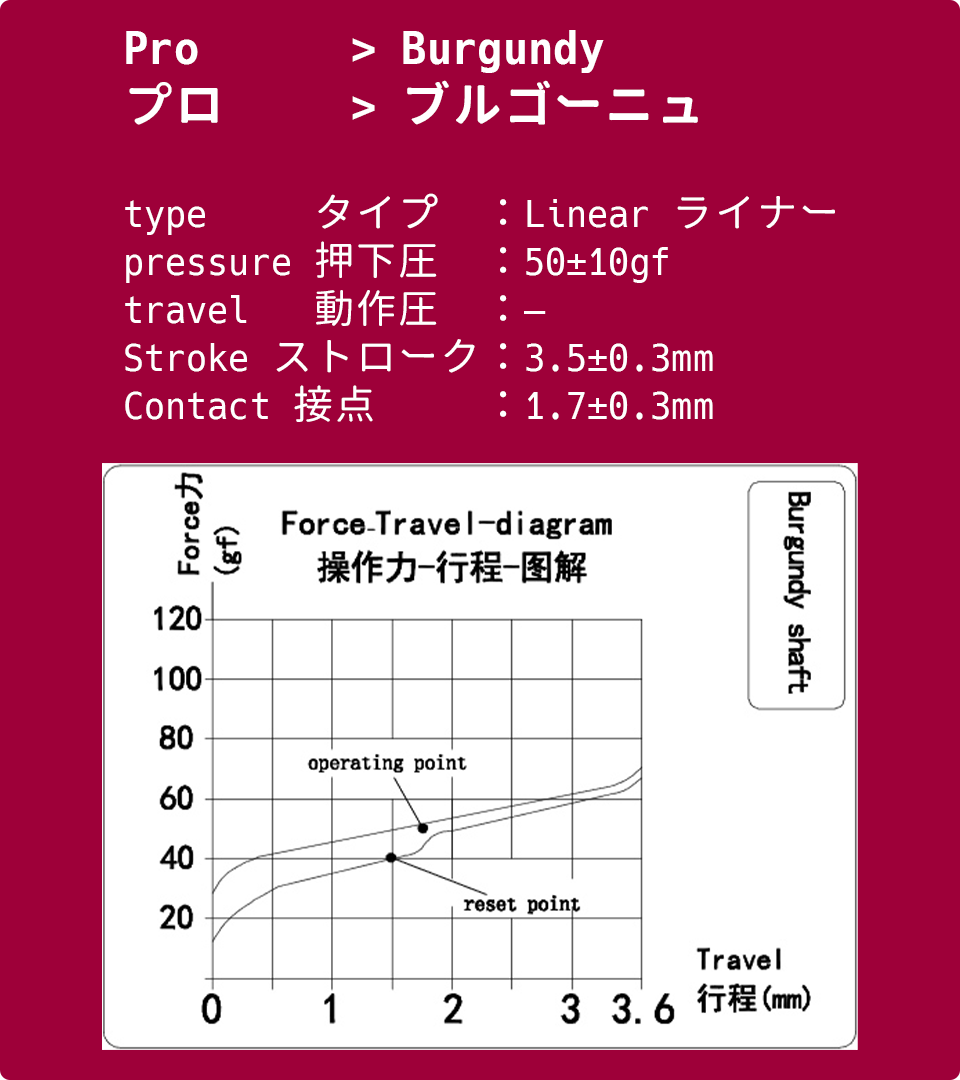 Pro > Burgundy
プロ > ブルゴーニュ
type タイプ :Linear ライナー
pressure 押下圧 :50±10gf
travel 動作圧 :—
Stroke ストローク:3.5±0.3mm
Contact 接点 :1.7±0.3mm
Force力
(gf)
Force-Travel-diagram
操作力-行程-图解
Burgundy shaft
120
100
80
60
40
20
operating point
reset point
0 1 2 3 3.6
Travel
行程(mm)